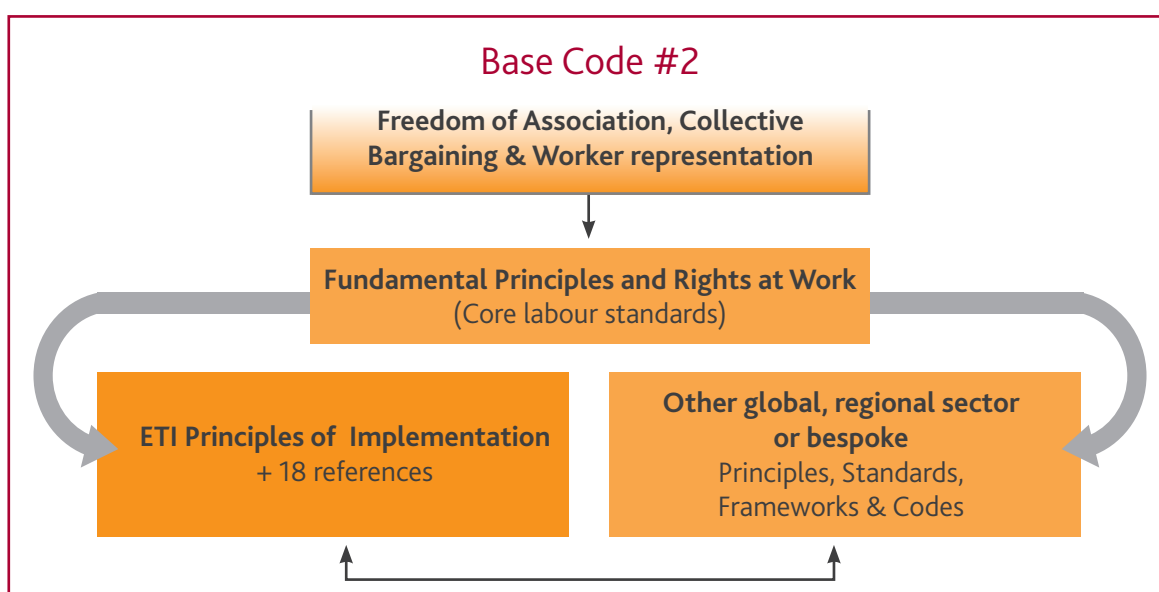 Base Code #2
Freedom of Association, Collective
Bargaining & Worker representation
Fundamental Principles and Rights at Work
(Core labour standards)
ETI Principles of Implementation
+ 18 references
Other global, regional sector
or bespoke
Principles, Standards,
Frameworks & Codes